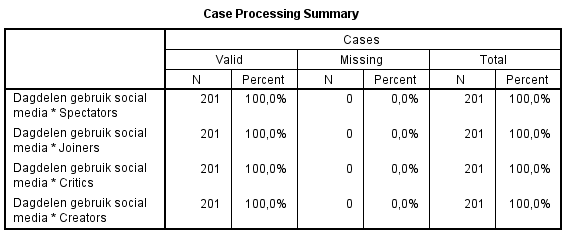 Case Processing Summary
Cases
Valid Missing Total
N Percent N Percent N Percent
Dagdelen gebruik social 201 100,0% 0 0,0% 201 100,0%
media * Spectators
Dagdelen gebruik social 201 100,0% 0 0,0% 201 100,0%
media * Joiners
Dagdelen gebruik social 201 100,0% 0 0,0% 201 100,0%
media * Critics
Dagdelen gebruik social 201 100,0% 0 0,0% 201 100,0%
media * Creators